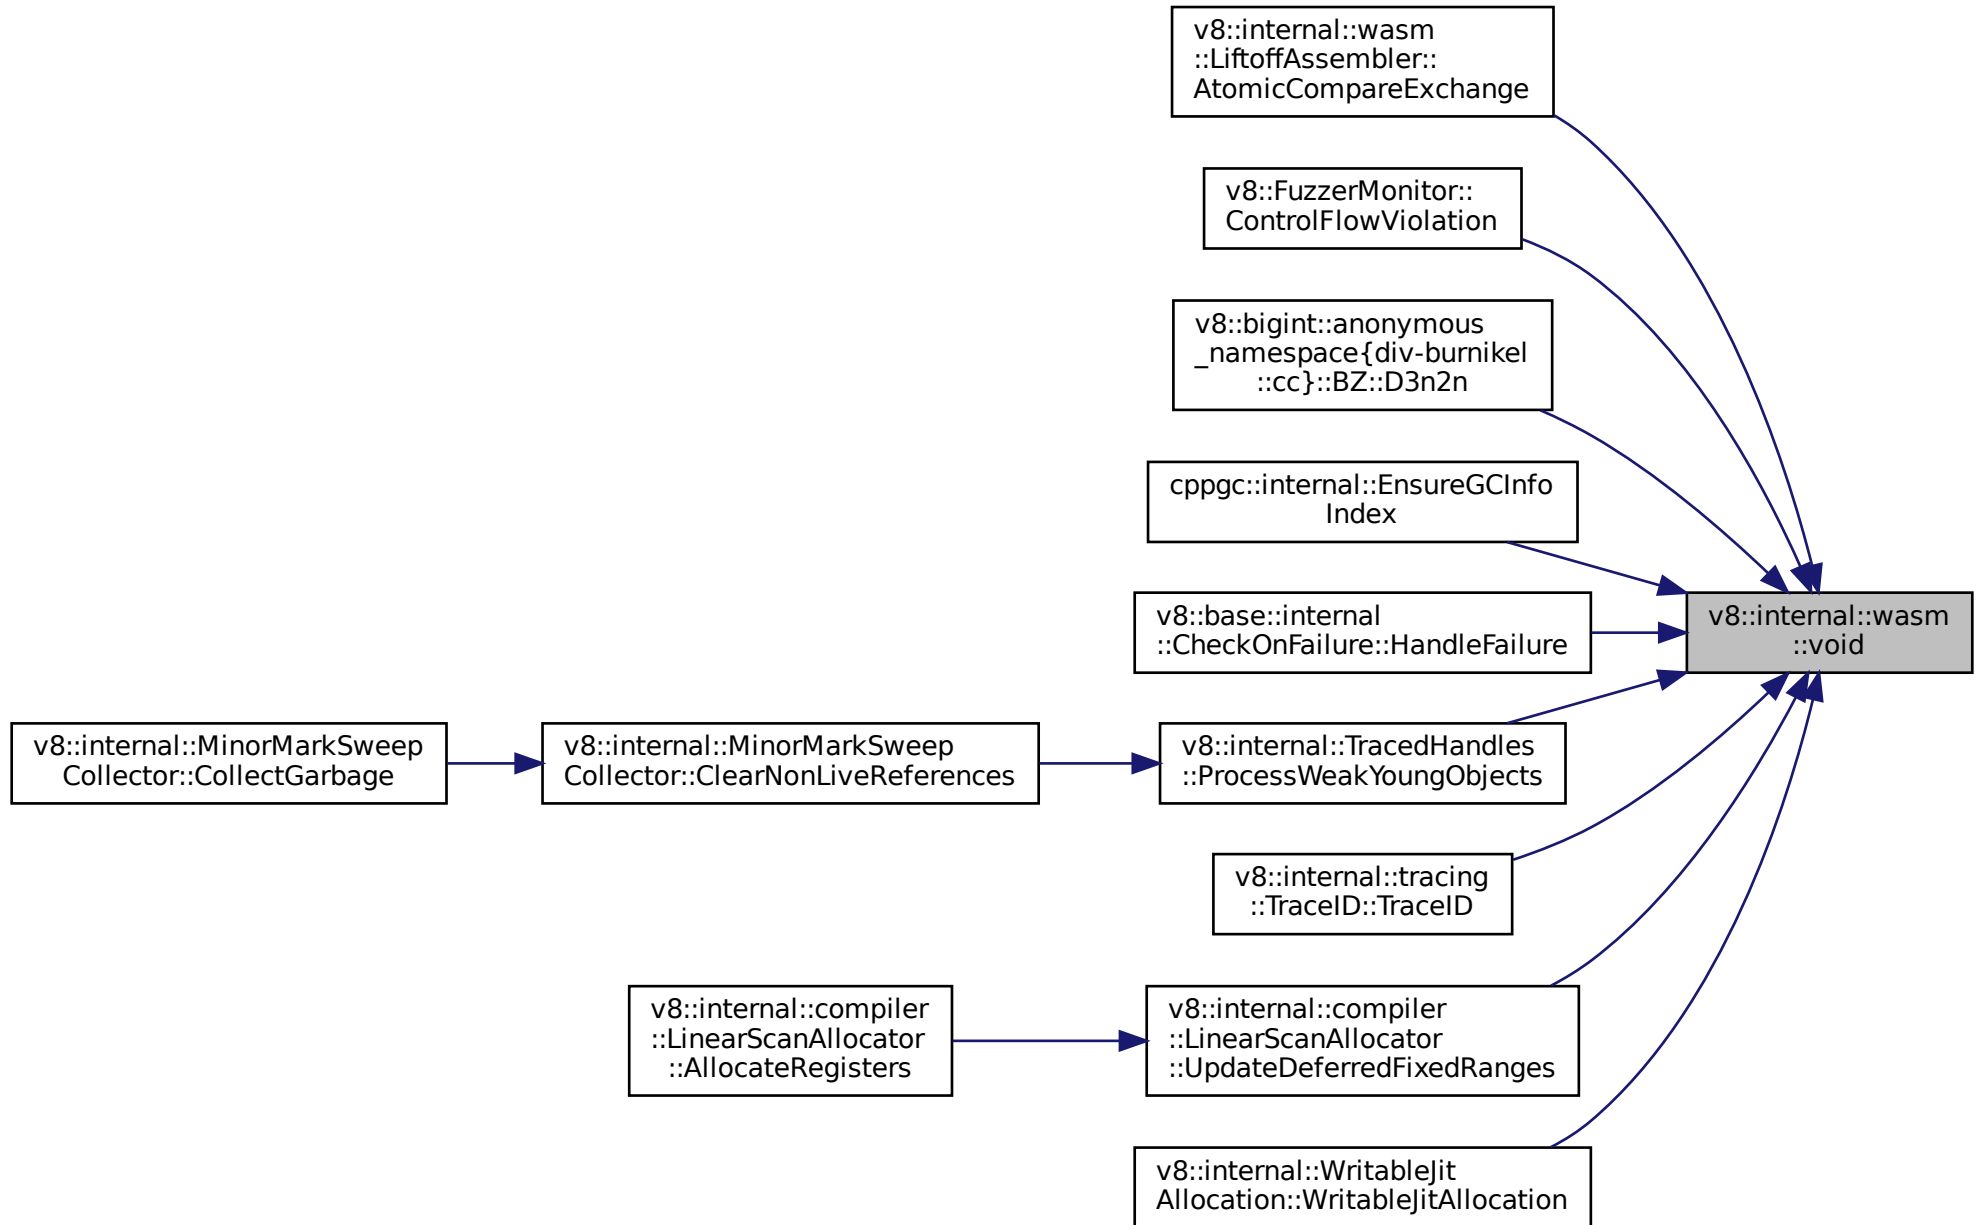 v8::internal::wasm
::LiftoffAssembler::
AtomicCompareExchange
v8::FuzzerMonitor::
ControlFlowViolation
v8::bigint::anonymous
_namespace{div-burnikel
::cc}::BZ::D3n2n
cppgc::internal::EnsureGCInfo
Index
v8::base::internal
::CheckOnFailure::HandleFailure
v8::internal::wasm
::void
v8::internal::MinorMarkSweep
Collector::CollectGarbage
v8::internal::MinorMarkSweep
Collector::ClearNonLiveReferences
v8::internal::TracedHandles
::ProcessWeakYoungObjects
v8::internal::tracing
::TraceID::TraceID
v8::internal::compiler
::LinearScanAllocator
::AllocateRegisters
v8::internal::compiler
::LinearScanAllocator
::UpdateDeferredFixedRanges
v8::internal::WritableJit
Allocation::WritableJitAllocation